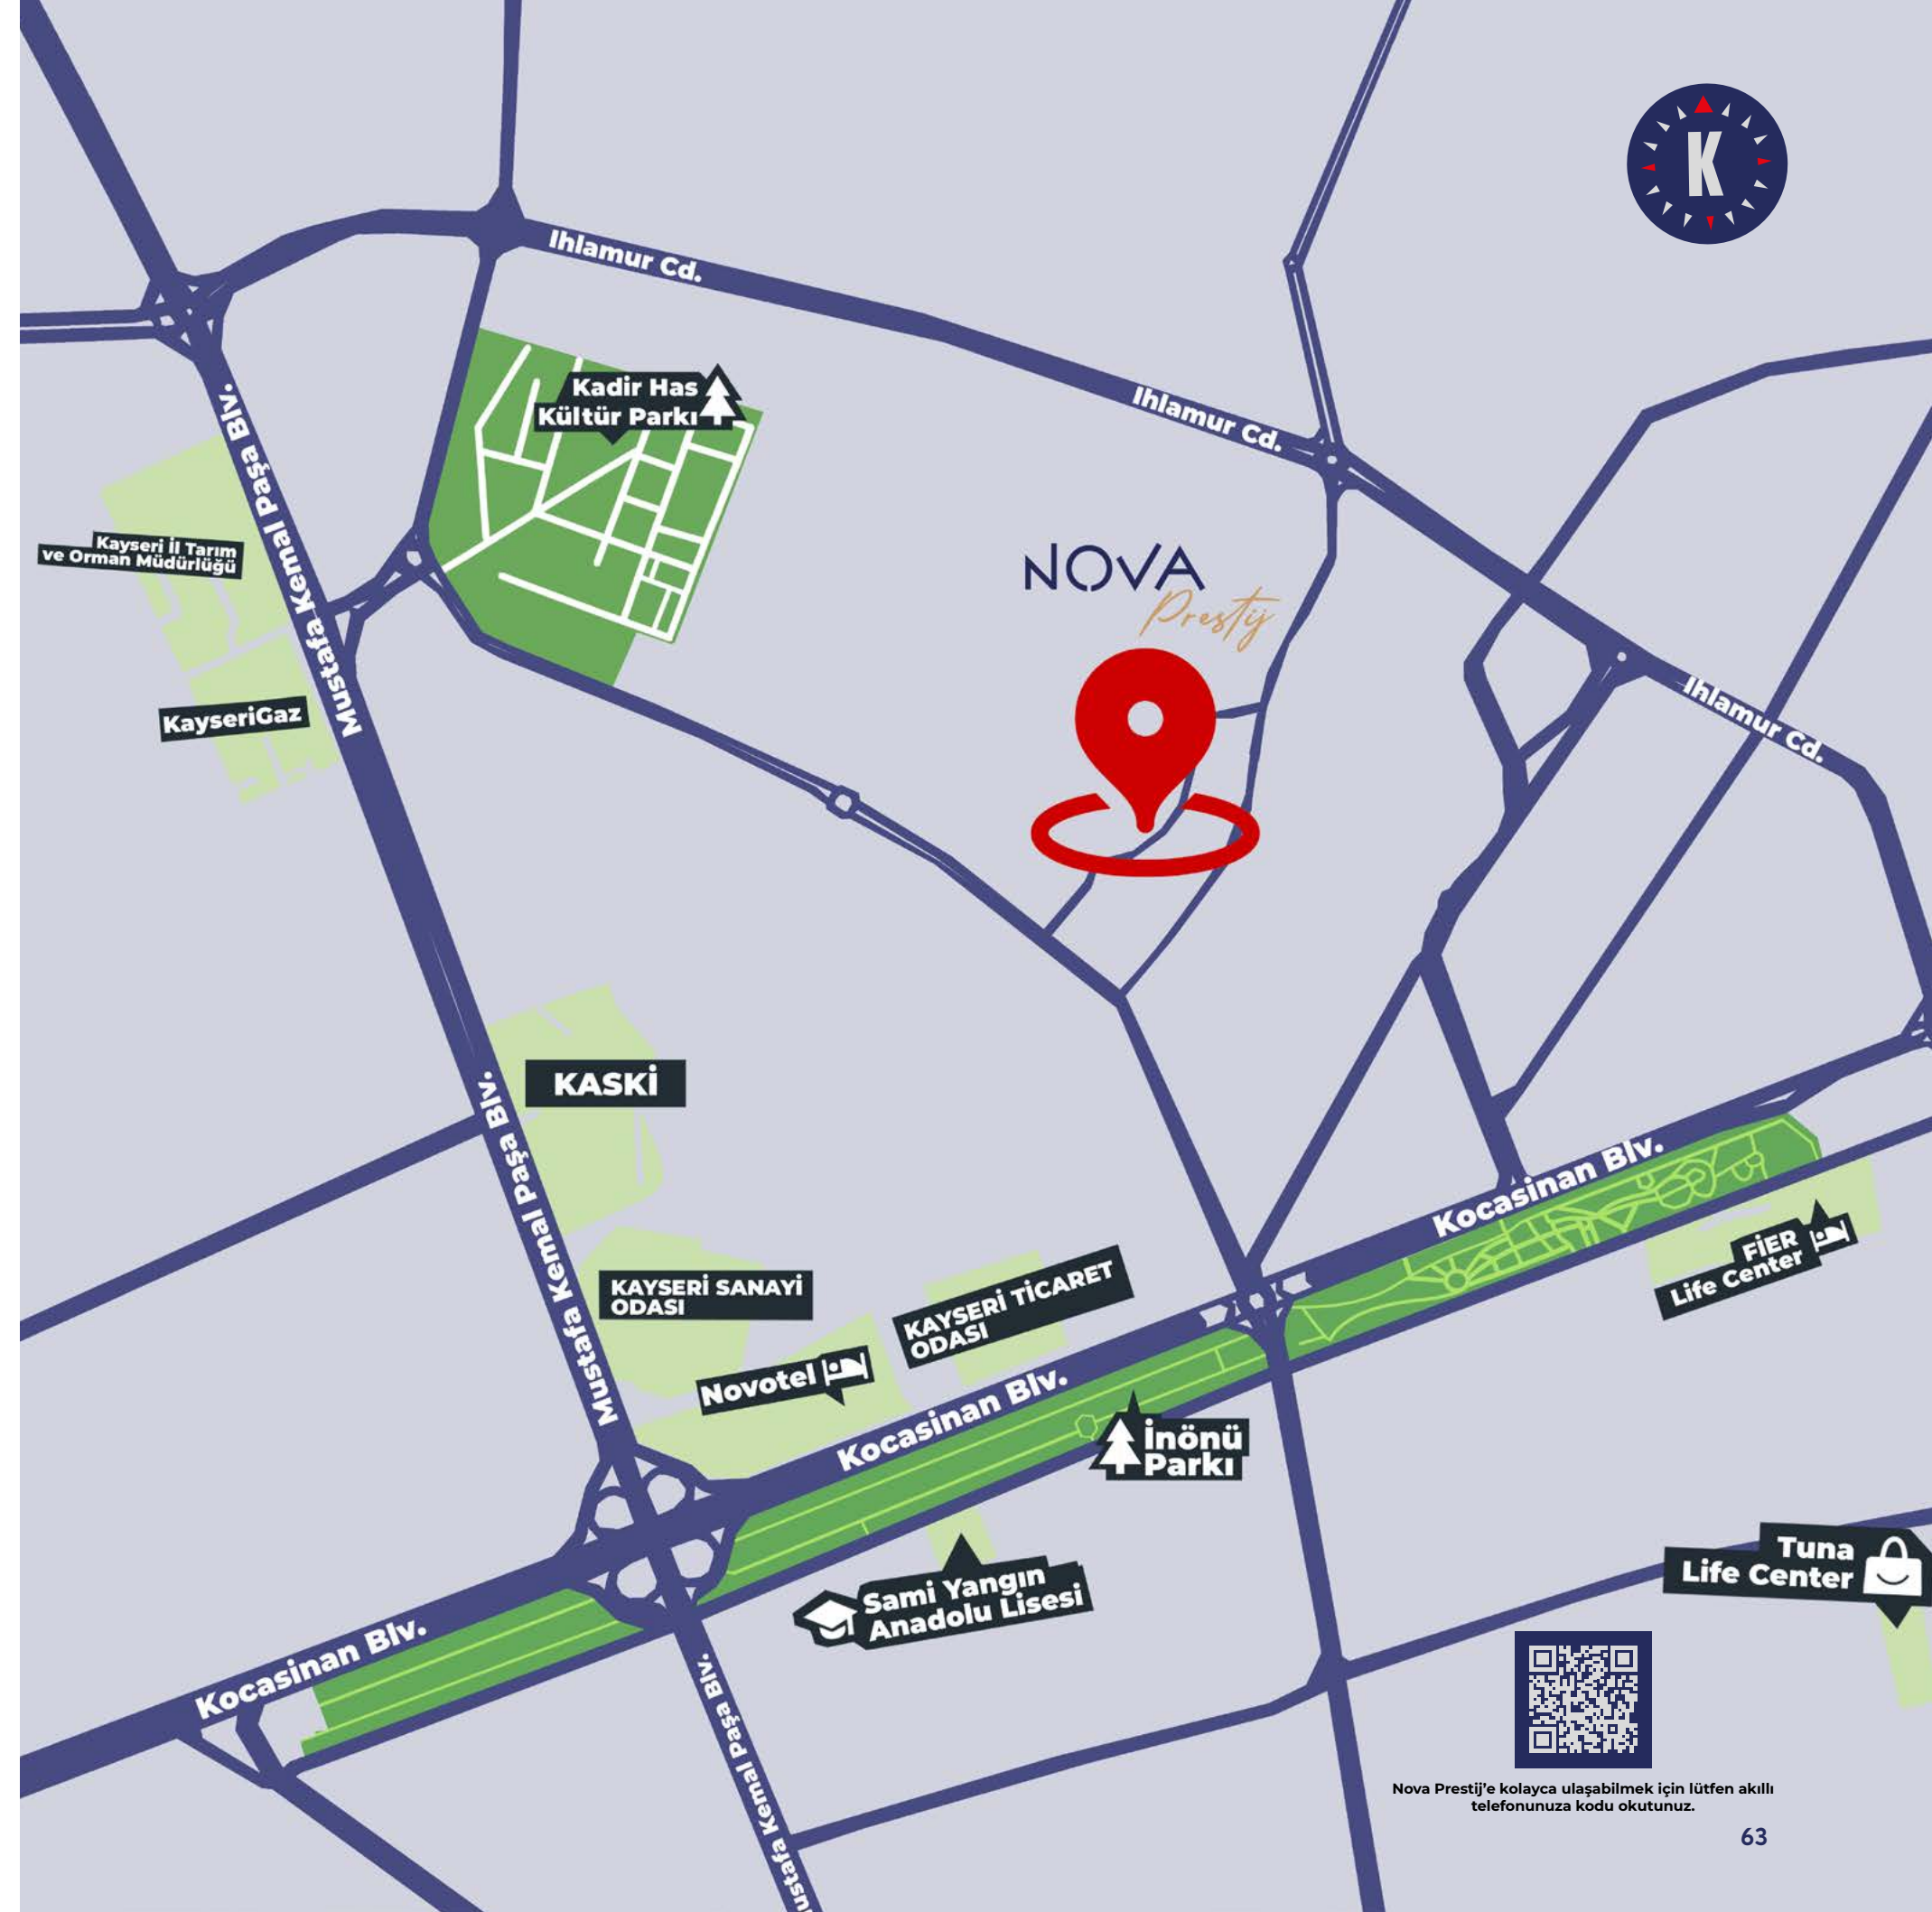 K
Ihlamur Cd.
Kadir Has
Kültür Parkı
Mustafa Kemal Paşa Blv.
Ihlamur Cd.
Kayseri İl Tarım
ve Orman Müdürlüğü
NOVA
Prestij
KayseriGaz
Ihlamur Cd.
KASKİ
Mustafa Kemal Paşa Blv.
Kocasinan Blv.
FİER
Life Center
KAYSERİ SANAYİ
ODASI
KAYSERİ TİCARET
ODASI
Novotel
Kocasinan Blv.
İnönü
Parkı
Tuna
Life Center
Sami Yangın
Anadolu Lisesi
Kocasinan Blv.
Mustafa Kemal Paşa Blv.
Nova Prestij’e kolayca ulaşabilmek için lütfen akıllı
telefonunuza kodu okutunuz.
63